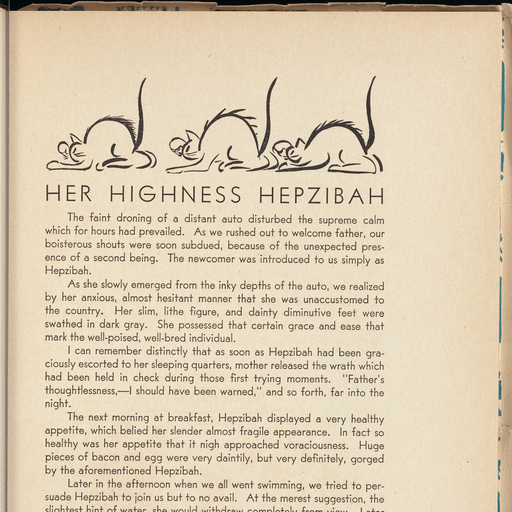 HER HIGHNESS HEPZIBAH
The faint droning of a distant auto disturbed the supreme calm
which for hours had prevailed. As we rushed out to welcome father, our
boisterous shouts were soon subdued, because of the unexpected pres-
ence of a second being. The newcomer was introduced to us simply as
Hepzibah.
As she slowly emerged from the inky depths of the auto, we realized
by her anxious, almost hesitant manner that she was unaccustomed to
the country. Her slim, lithe figure, and dainty diminutive feet were
swathed in dark gray. She possessed that certain grace and ease that
mark the well-poised, well-bred individual.
I can remember distinctly that as soon as Hepzibah had been gra-
ciously escorted to her sleeping quarters, mother released the wrath which
had been held in check during those first trying moments. "Father's
thoughtlessness,—I should have been warned," and so forth, far into the
night.
The next morning at breakfast, Hepzibah displayed a very healthy
appetite, which belied her slender almost fragile appearance. In fact so
healthy was her appetite that it nigh approached voraciousness. Huge
pieces of bacon and egg were very daintily, but very definitely, gorged
by the aforementioned Hepzibah.
Later in the afternoon when we all went swimming, we tried to per-
suade Hepzibah to join us but to no avail. At the merest suggestion, the
slightest hint of water, she would withdraw completely from view. Later